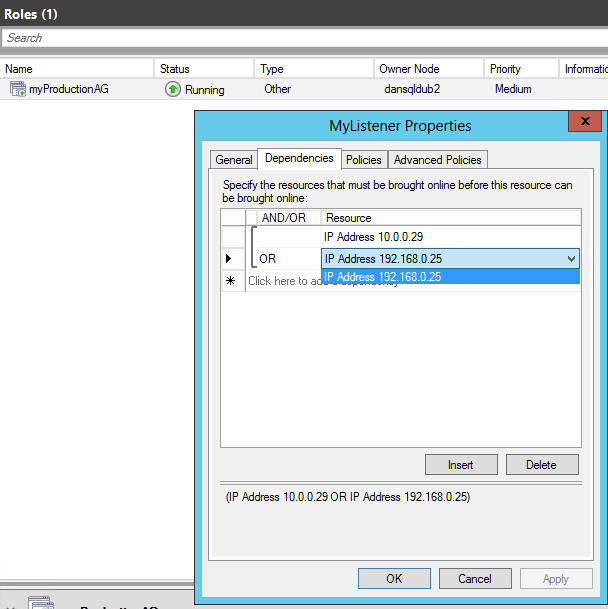 Roles (1)
Search
Name Status Type Owner Node Priority Informatic
myProductionAG Running Other dansqldub2 Medium
MyListener Properties
x
General Dependencies Policies Advanced Policies
Specify the resources that must be brought online before this resource can
be brought online:
AND/OR Resource
IP Address 10.0.0.29
OR IP Address 192.168.0.25
IP Address 192.168.0.25
Click here to add a dependency
Insert Delete
(IP Address 10.0.0.29 OR IP Address 192.168.0.25)
OK Cancel Apply